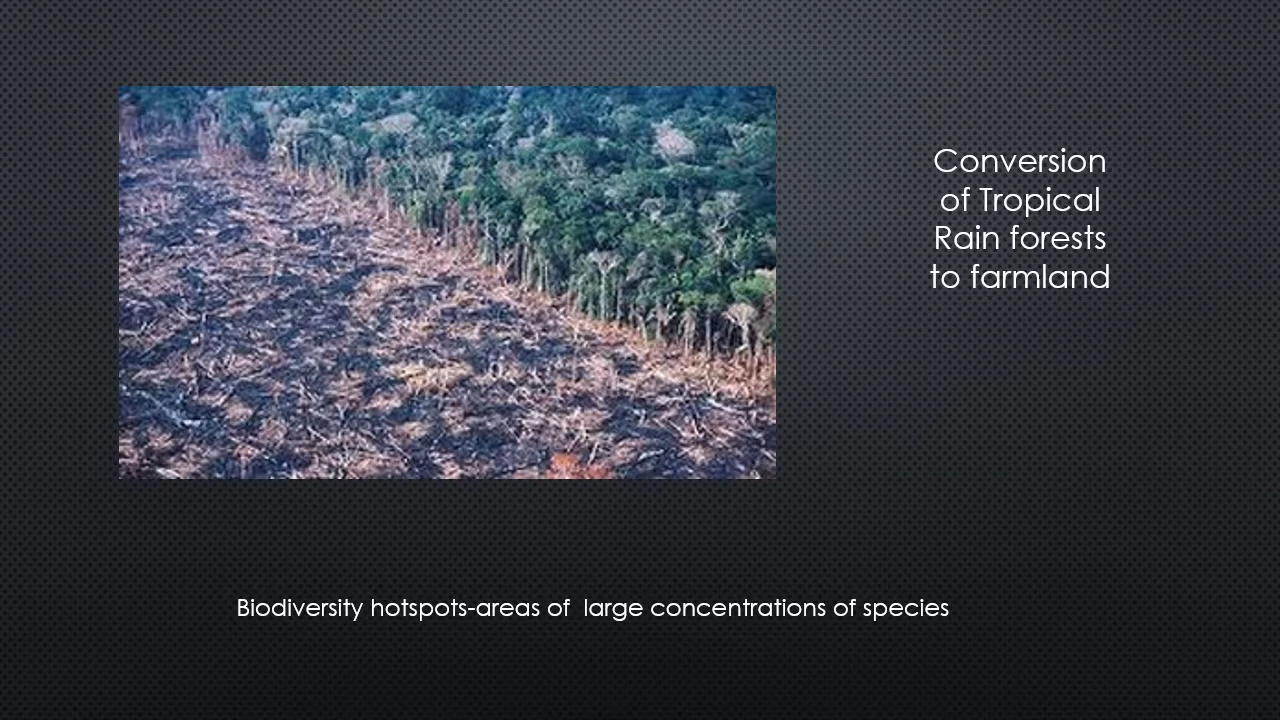 Conversion
of Tropical
Rain forests
to farmland
Biodiversity hotspots-areas of  large concentrations of species